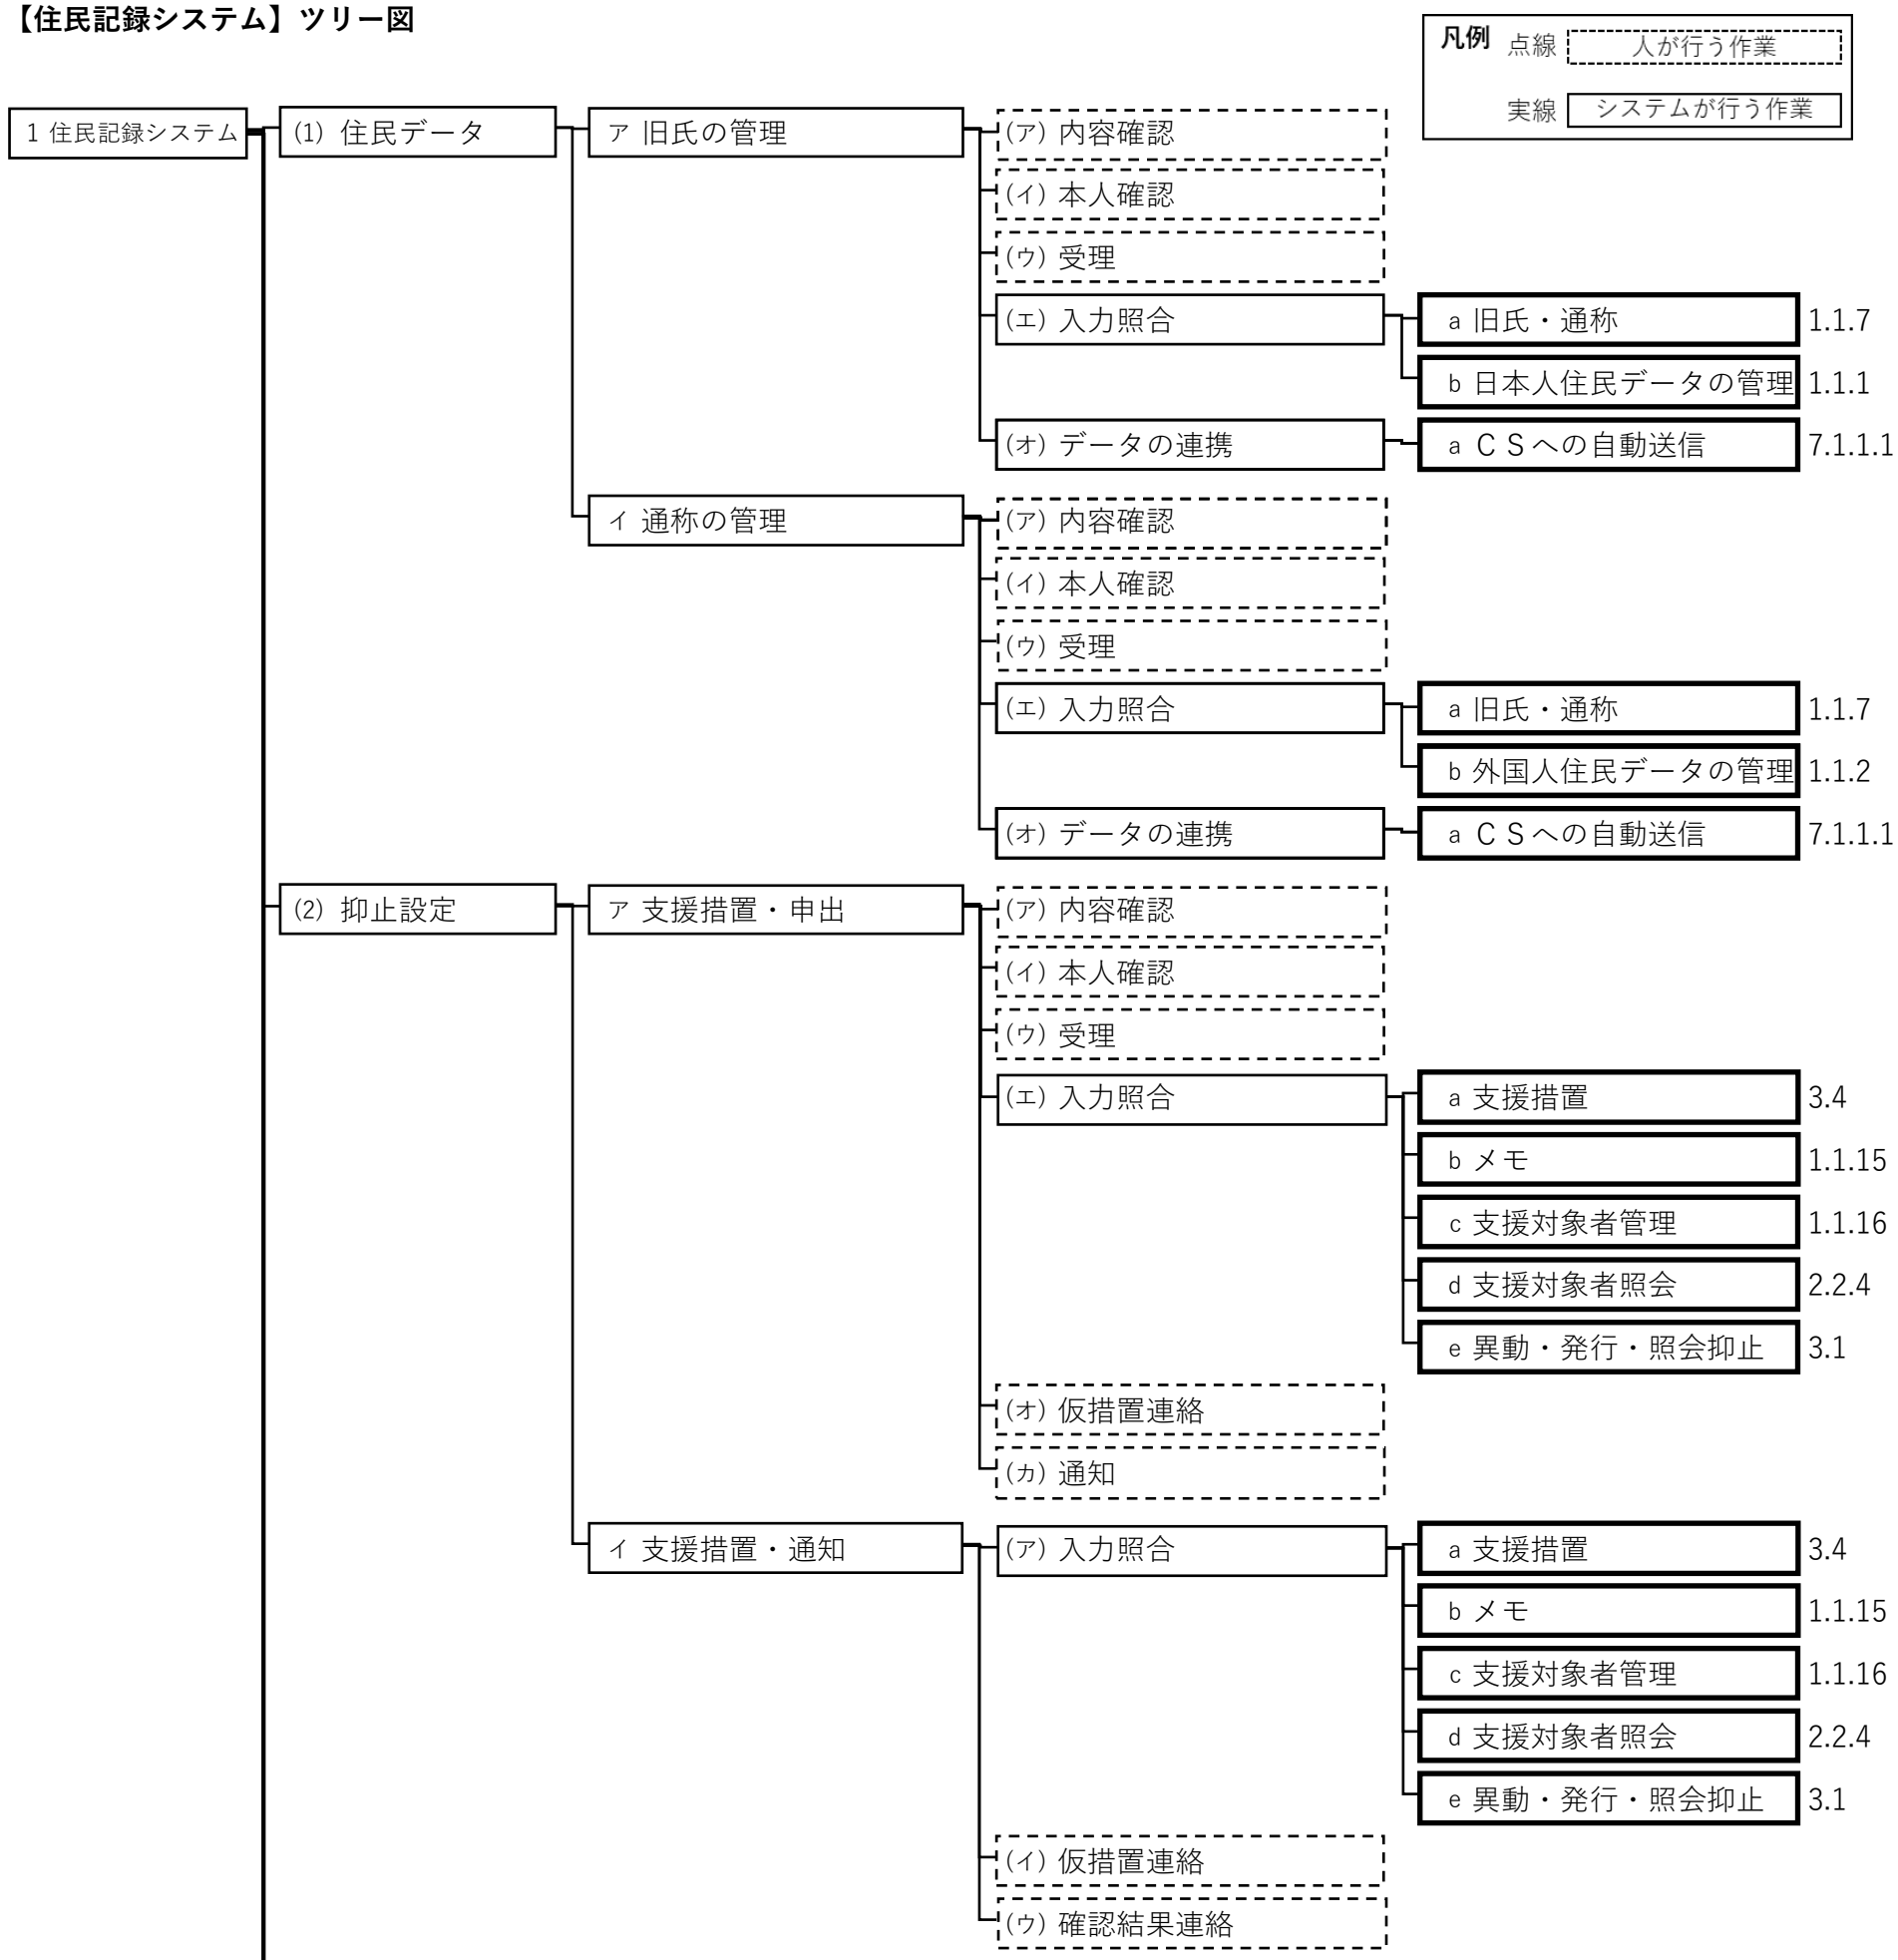 【住民記録システム】ツリー図
凡例 点線 人が行う作業
実線 システムが行う作業
1 住民記録システム (1) 住民データ ア 旧氏の管理 (ア) 内容確認
(イ) 本人確認
(ウ) 受理
(エ) 入力照合 a 旧氏・通称 1.1.7
b 日本人住民データの管理 1.1.1
(オ) データの連携 a ＣＳへの自動送信 7.1.1.1
イ 通称の管理 (ア) 内容確認
(イ) 本人確認
(ウ) 受理
(エ) 入力照合 a 旧氏・通称 1.1.7
b 外国人住民データの管理 1.1.2
(オ) データの連携 a ＣＳへの自動送信 7.1.1.1
(2) 抑止設定 ア 支援措置・申出 (ア) 内容確認
(イ) 本人確認
(ウ) 受理
(エ) 入力照合 a 支援措置 3.4
b メモ 1.1.15
c 支援対象者管理 1.1.16
d 支援対象者照会 2.2.4
e 異動・発行・照会抑止 3.1
(オ) 仮措置連絡
(カ) 通知
イ 支援措置・通知 (ア) 入力照合 a 支援措置 3.4
b メモ 1.1.15
c 支援対象者管理 1.1.16
d 支援対象者照会 2.2.4
e 異動・発行・照会抑止 3.1
(イ) 仮措置連絡
(ウ) 確認結果連絡